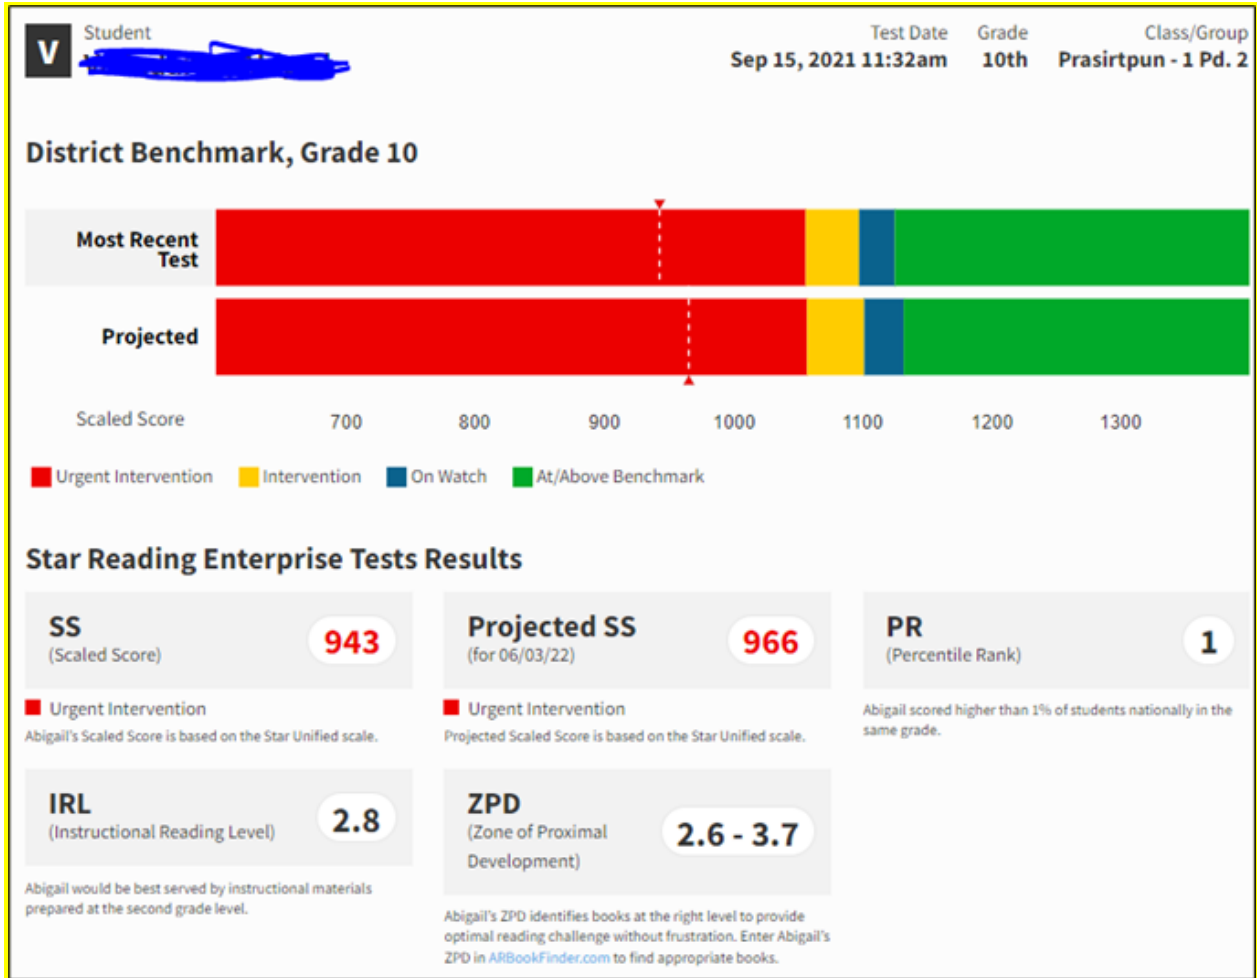 Student
V
Test Date Grade Class/Group
Sep 15, 2021 11:32am 10th Prasirtpun - 1 Pd. 2
District Benchmark, Grade 10
Most Recent
Test
Projected
Scaled Score 700 800 900 1000 1100 1200 1300
Urgent Intervention Intervention On Watch At/Above Benchmark
Star Reading Enterprise Tests Results
SS
(Scaled Score)
943
Urgent Intervention
Abigail's Scaled Score is based on the Star Unified scale.
Projected SS
(for 06/03/22)
966
Urgent Intervention
Projected Scaled Score is based on the Star Unified scale.
PR
(Percentile Rank)
1
Abigail scored higher than 1% of students nationally in the
same grade.
IRL
(Instructional Reading Level)
2.8
Abigail would be best served by instructional materials
prepared at the second grade level.
ZPD
(Zone of Proximal
Development)
2.6 - 3.7
Abigail's ZPD identifies books at the right level to provide
optimal reading challenge without frustration. Enter Abigail's
ZPD in ARBookFinder.com to find appropriate books.